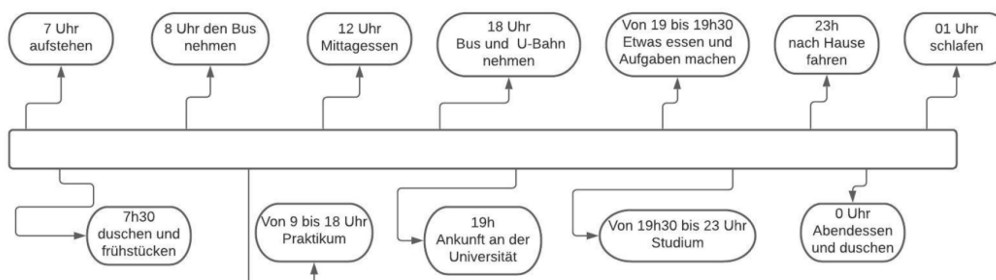 7 Uhr
aufstehen
8 Uhr den Bus
nehmen
12 Uhr
Mittagessen
18 Uhr
Bus und U-Bahn
nehmen
Von 19 bis 19h30
Etwas essen und
Aufgaben machen
23h
nach Hause
fahren
01 Uhr
schlafen
7h30
duschen und
frühstücken
Von 9 bis 18 Uhr
Praktikum
19h
Ankunft an der
Universität
Von 19h30 bis 23 Uhr
Studium
0 Uhr
Abendessen
und duschen